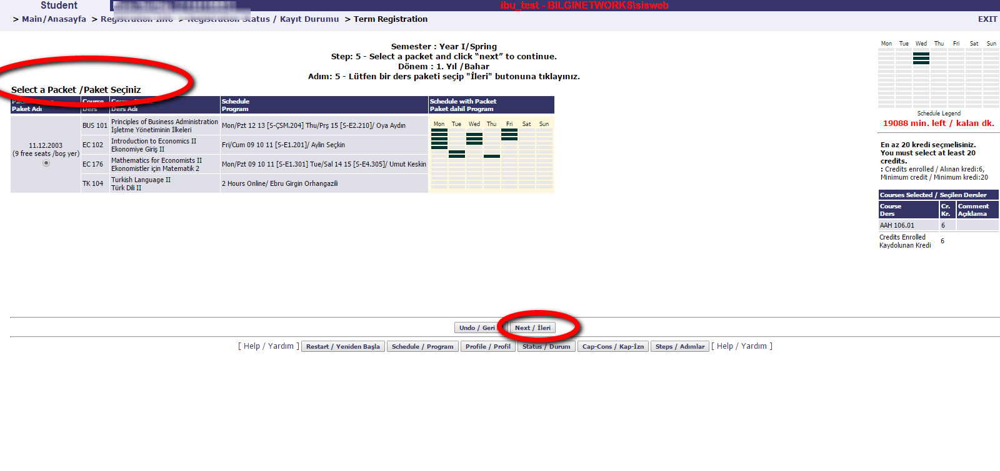 Student
ibu_test - BILGINETWORKS\sisweb
> Main/Anasayfa > Registration Info > Registration Status / Kayıt Durumu > Term Registration
EXIT
Semester : Year I/Spring
Step: 5 - Select a packet and click “next” to continue.
Dönem : 1. Yıl /Bahar
Adım: 5 - Lütfen bir ders paketi seçip "İleri" butonuna tıklayınız.
Select a Packet /Paket Seçiniz
Course
Schedule
Schedule with Packet
Paket Adı
Ders
Ders Adı
Program
Paket dahil Program
11.12.2003
(9 free seats /boş yer)
BUS 101
Principles of Business Administration
İşletme Yönetiminin İlkeleri
Mon/Pzt 12 13 [S-ÇSM.204] Thu/Prş 15 [S-E2.210]/ Oya Aydın
EC 102
Introduction to Economics II
Ekonomiye Giriş II
Fri/Cum 09 10 11 [S-E1.201]/ Aylin Seçkin
EC 176
Mathematics for Economists II
Ekonomistler için Matematik 2
Mon/Pzt 09 10 11 [S-E1.301] Tue/Sal 14 15 [S-E4.305]/ Umut Keskin
TK 104
Turkish Language II
Türk Dili II
2 Hours Online/ Ebru Girgin Orhangazili
Mon Tue Wed Thu Fri Sat Sun
Mon Tue Wed Thu Fri Sat Sun
Schedule Legend
19088 min. left / kalan dk.
En az 20 kredi seçmelisiniz.
You must select at least 20
credits.
: Credits enrolled / Alınan kredi:6,
Minimum credit / Minimum kredi:20
Courses Selected / Seçilen Dersler
Course Cr. Comment
Ders Kr. Açıklama
AAH 106.01 6
Credits Enrolled
Kaydolunan Kredi
6
Undo / Geri Next / İleri
[ Help / Yardım ] Restart / Yeniden Başla Schedule / Program Profile / Profil Status / Durum Cap-Cons / Kap-İzn Steps / Adımlar [ Help / Yardım ]